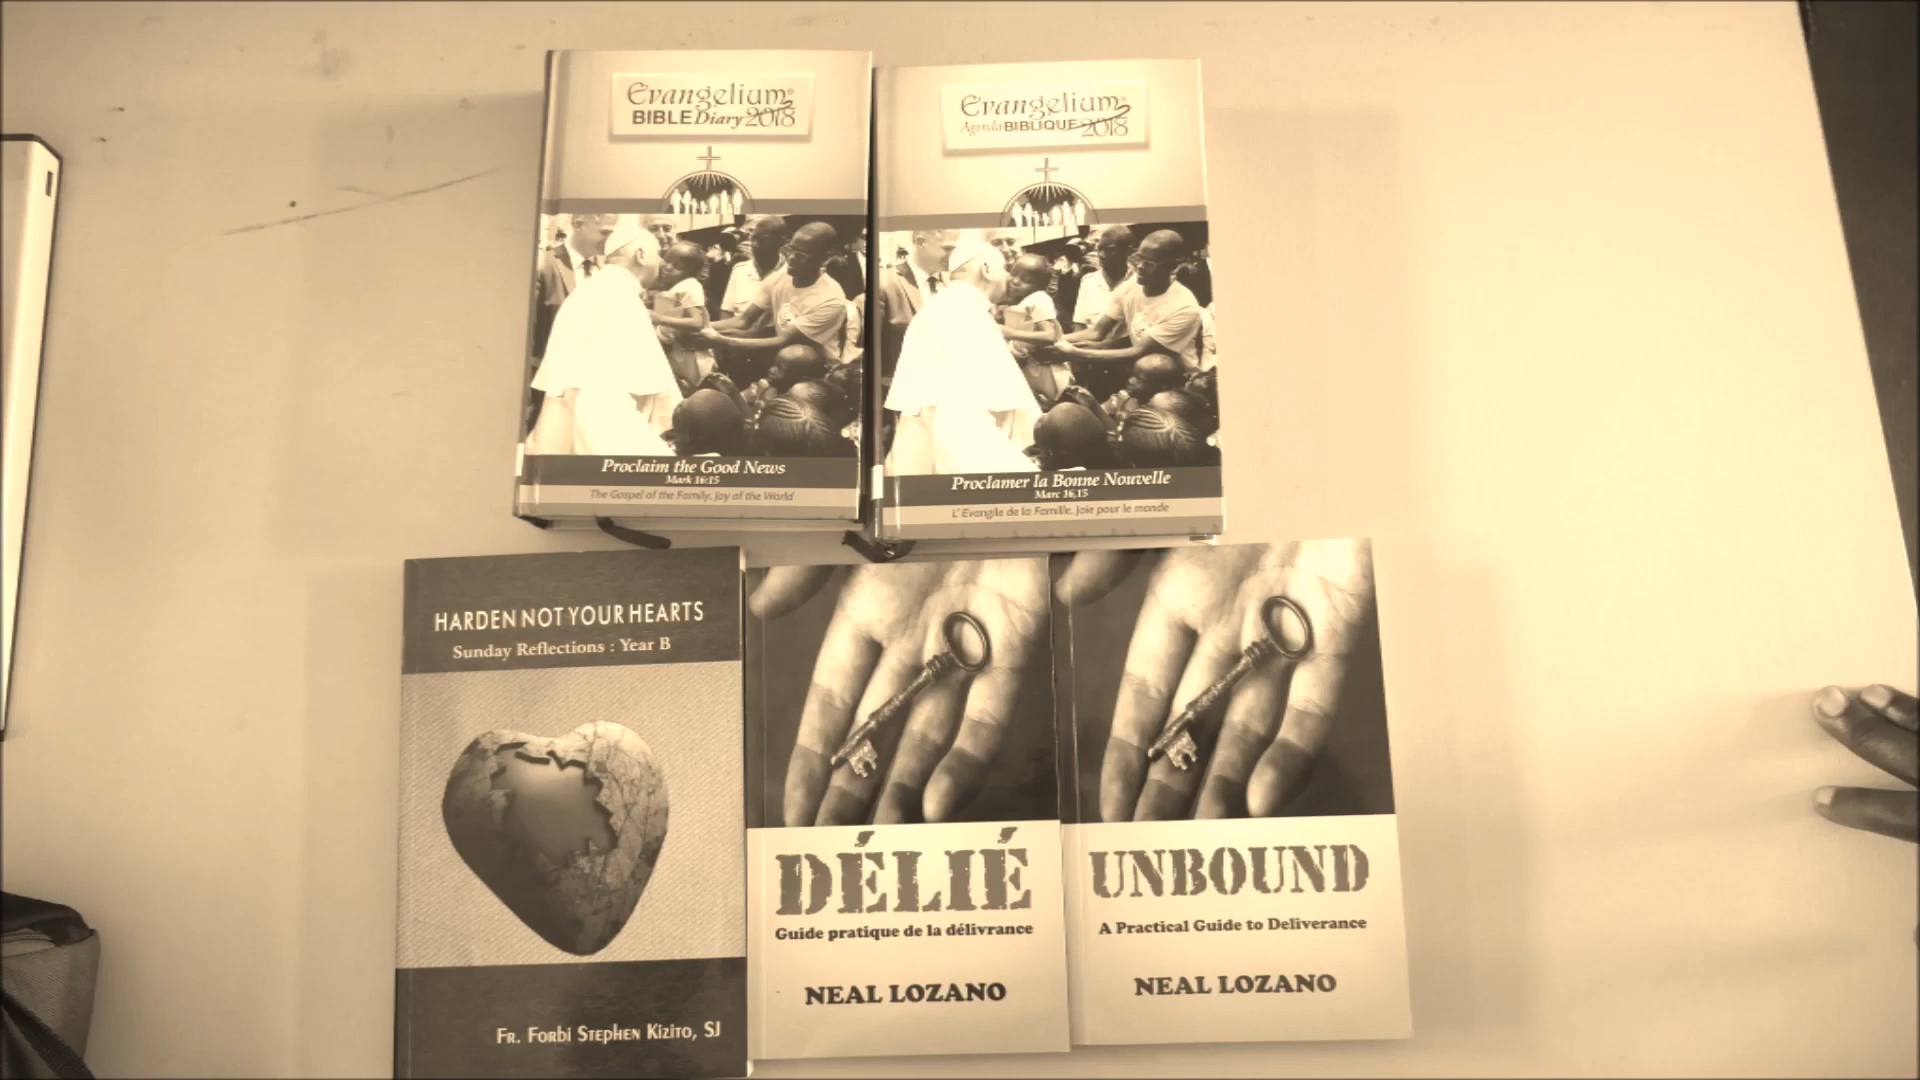 Evangelium®
BIBLE Diary 2018
Proclaim the Good News
Mark 16:15
The Gospel of the Family, Joy of the World
Evangelium®
Agenda BIBLIQUE 2018
Proclamer la Bonne Nouvelle
Marc 16,15
L'Evangile de la Famille, Joie pour le monde
HARDEN NOT YOUR HEARTS
Sunday Reflections : Year B
FR. FORBI STEPHEN KIZITO, SJ
DÉLIÉ
Guide pratique de la délivrance
NEAL LOZANO
UNBOUND
A Practical Guide to Deliverance
NEAL LOZANO